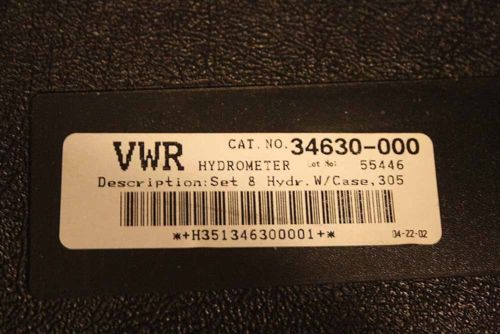 VWR CAT. NO. 34630-000
HYDROMETER Lot No: 55446
Description:Set 8 Hydr.W/Case,305
*+H351346300001+* 04-22-02